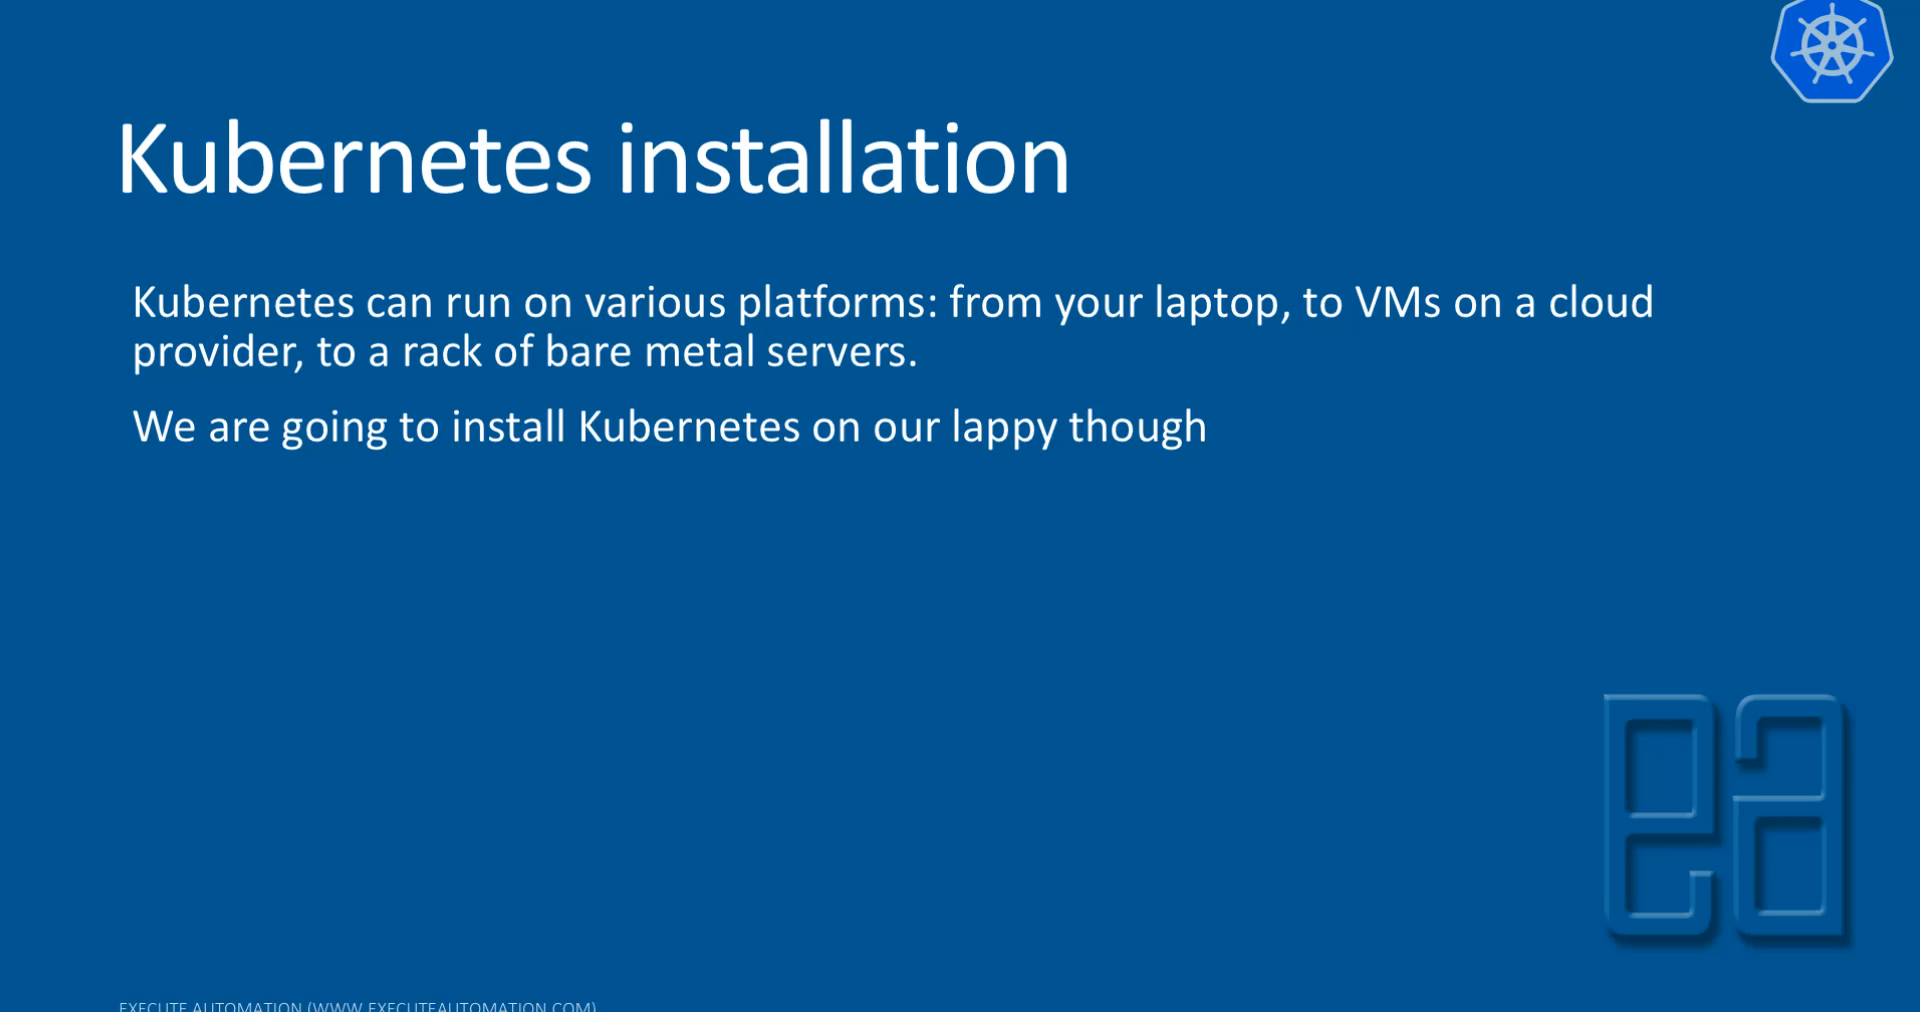 Kubernetes installation
Kubernetes can run on various platforms: from your laptop, to VMs on a cloud
provider, to a rack of bare metal servers.
We are going to install Kubernetes on our lappy though
ea
EXECUTE AUTOMATION (WWW.EXECUTEAUTOMATION.COM)